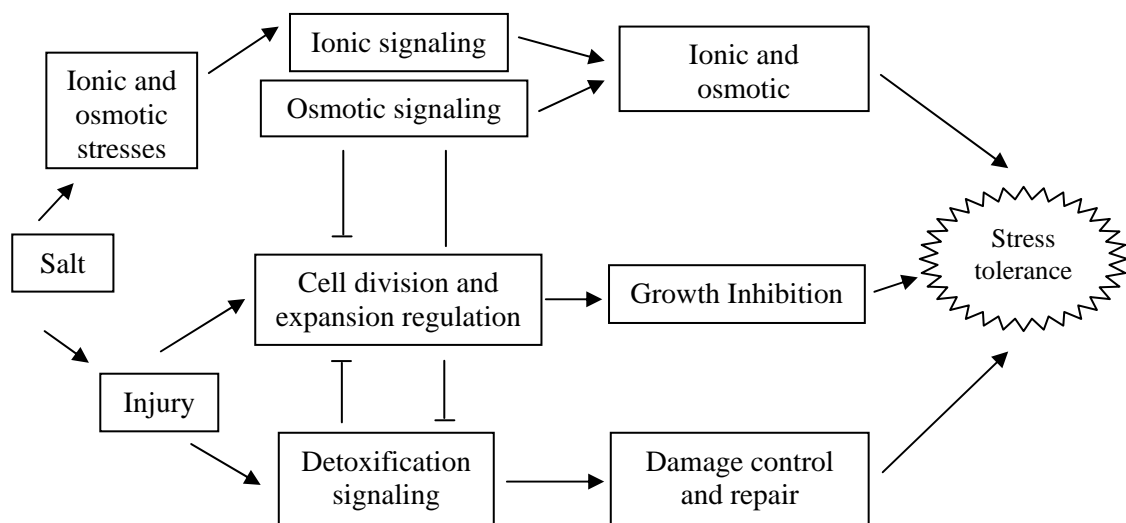 Ionic signaling
Ionic and
osmotic
stresses
Osmotic signaling
Ionic and
osmotic
Salt
Cell division and
expansion regulation
Growth Inhibition
Stress
tolerance
Injury
Detoxification
signaling
Damage control
and repair